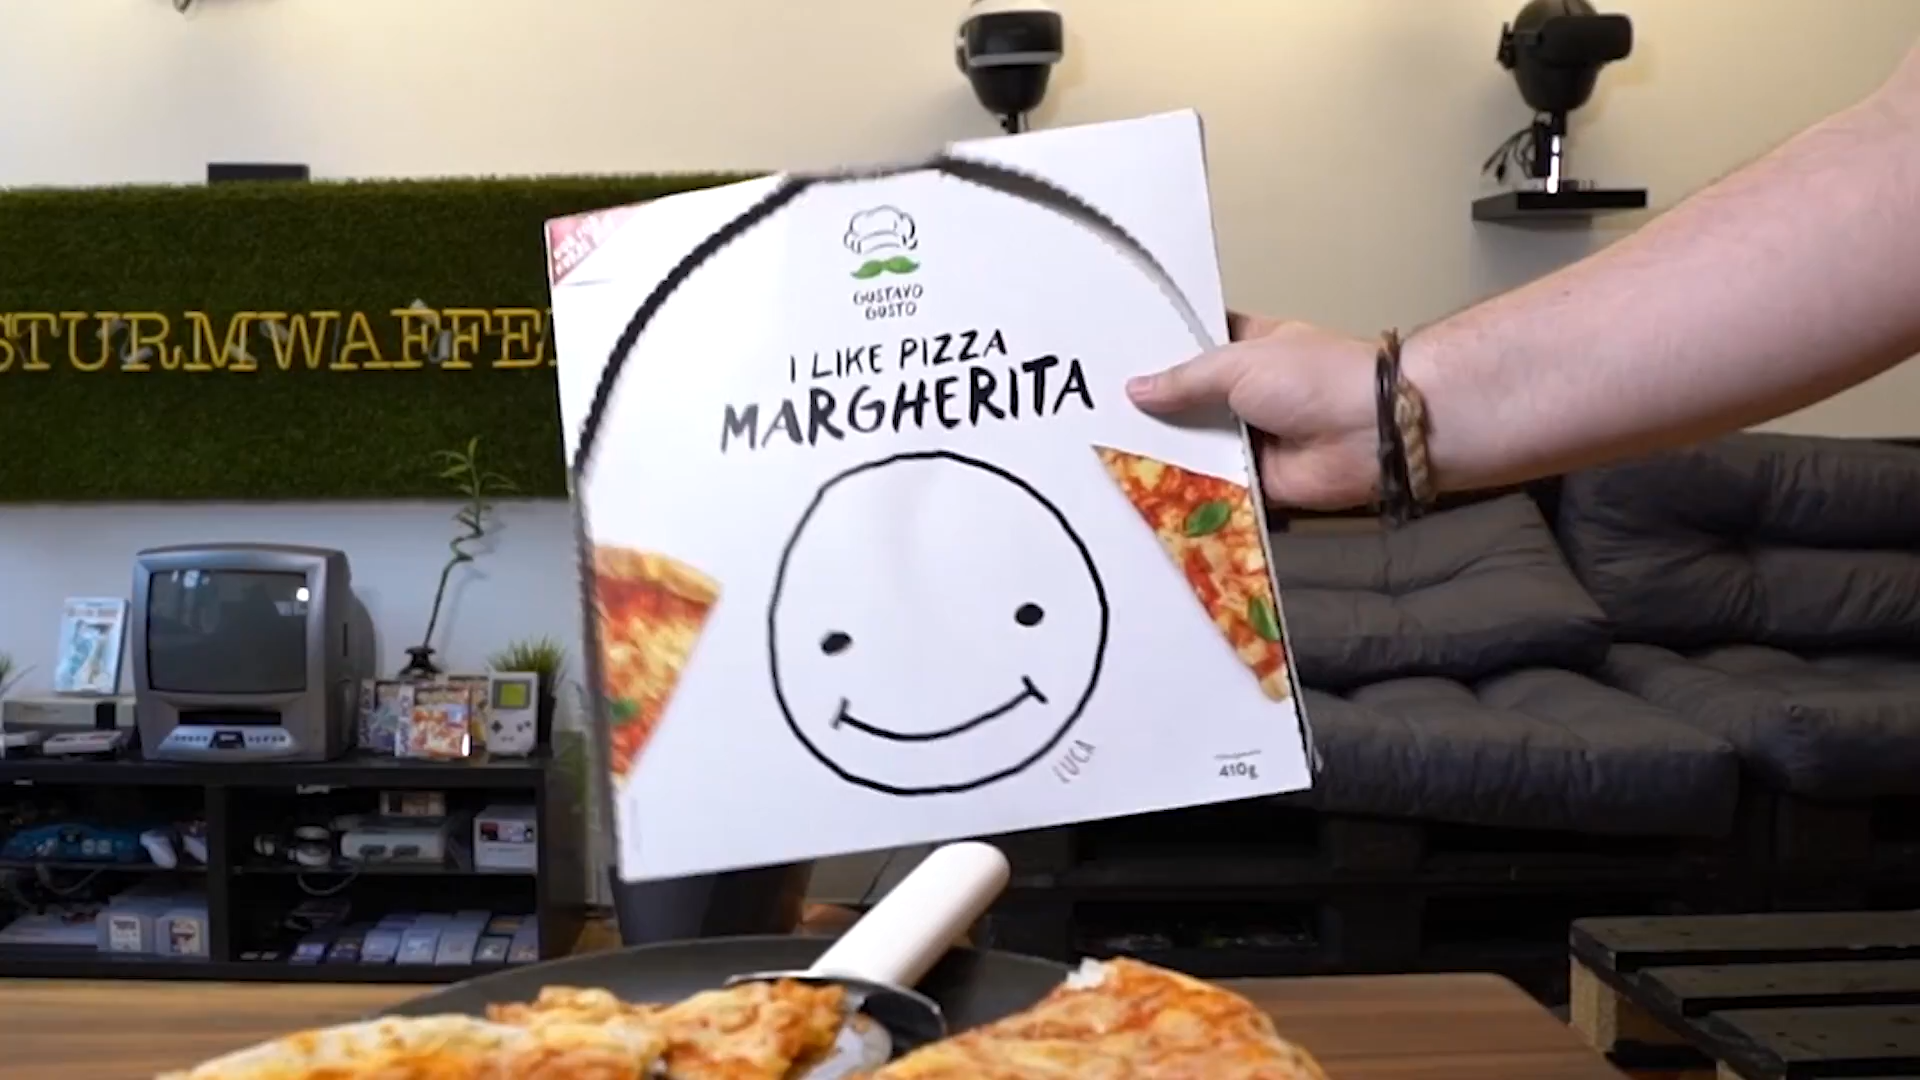 STURMWAFFE
GUSTAVO
GUSTO
I LIKE PIZZA
MARGHERITA
LUCA
410g